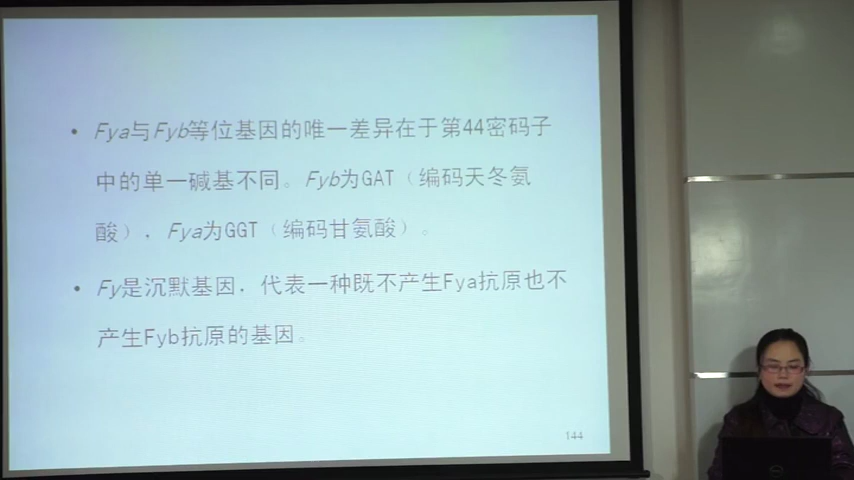 • Fya与Fyb等位基因的唯一差异在于第44密码子
中的单一碱基不同。Fyb为GAT（编码天冬氨
酸），Fya为GGT（编码甘氨酸）。
• Fy是沉默基因，代表一种既不产生Fya抗原也不
产生Fyb抗原的基因。
144
DELL